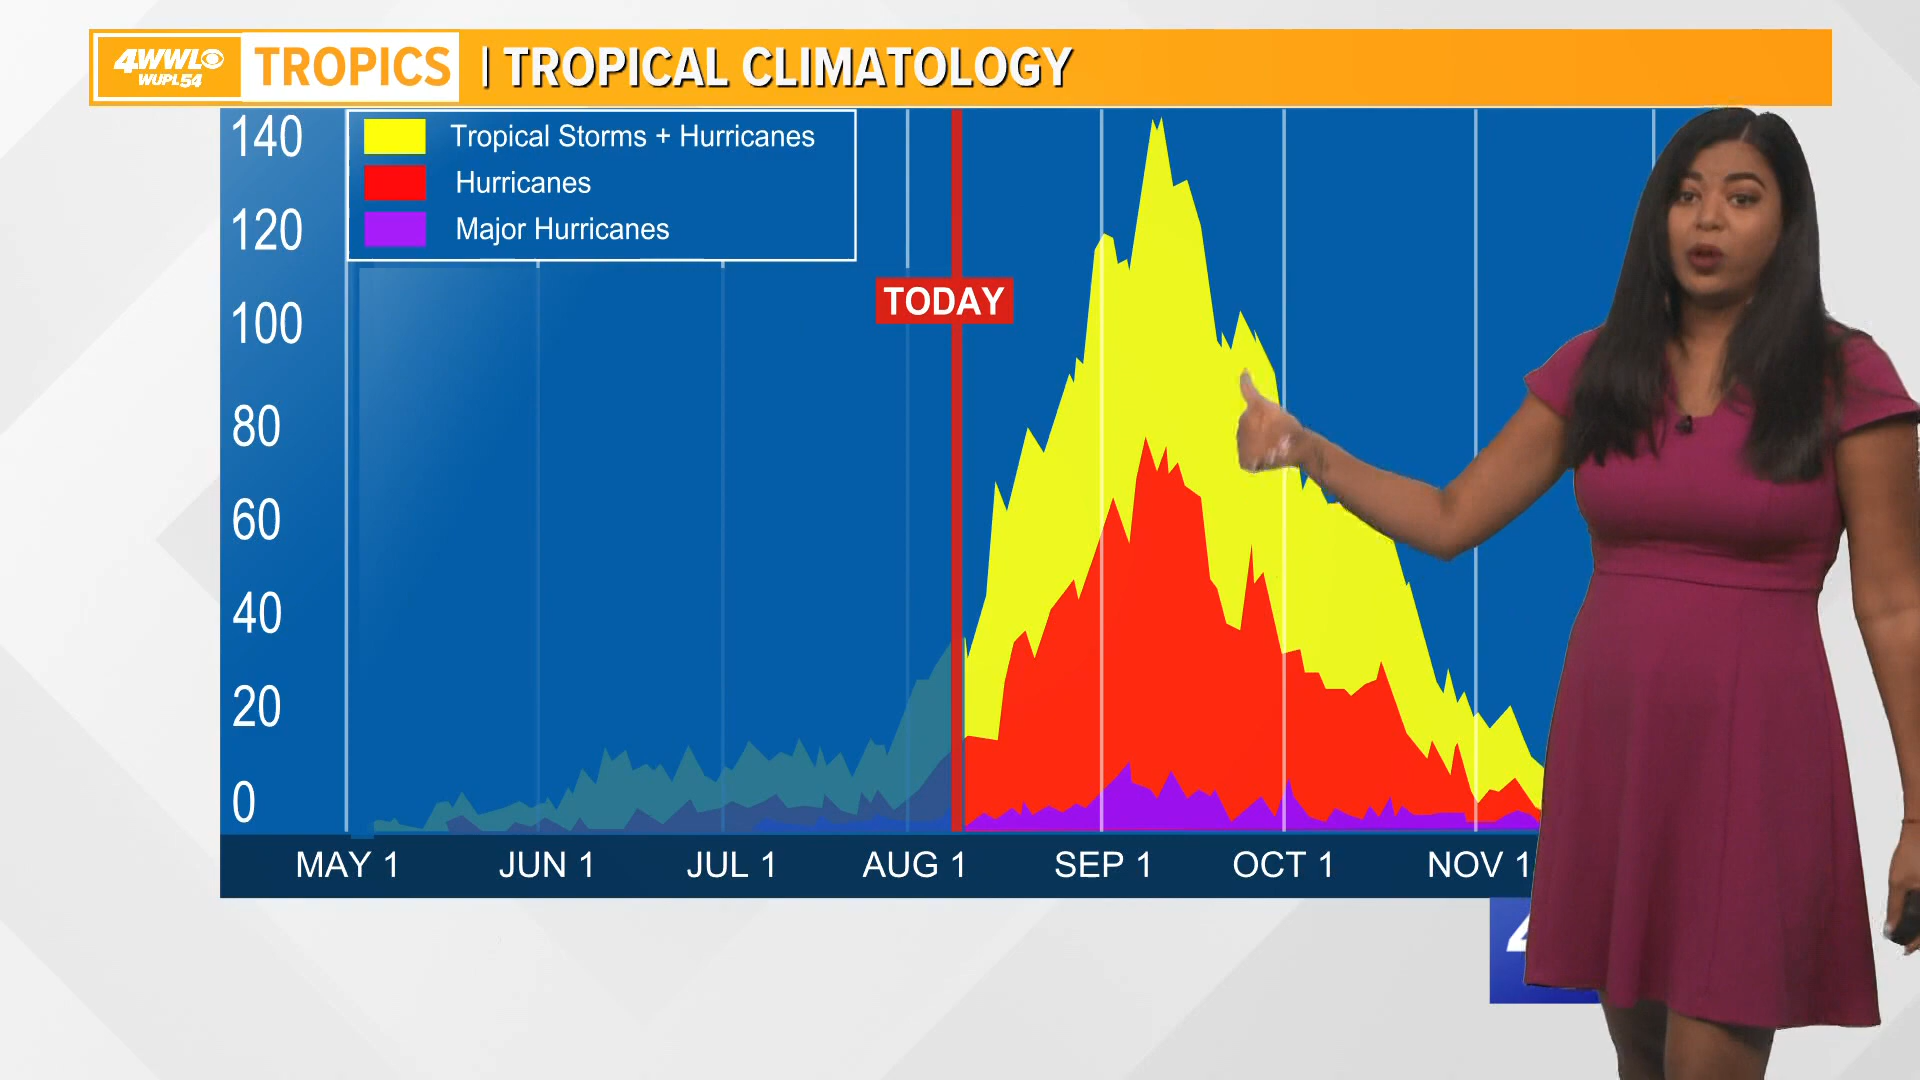 4WWL
WUPL54
TROPICS
TROPICAL CLIMATOLOGY
140
120
100
80
60
40
20
0
Tropical Storms + Hurricanes
Hurricanes
Major Hurricanes
TODAY
MAY 1
JUN 1
JUL 1
AUG 1
SEP 1
OCT 1
NOV 1
4